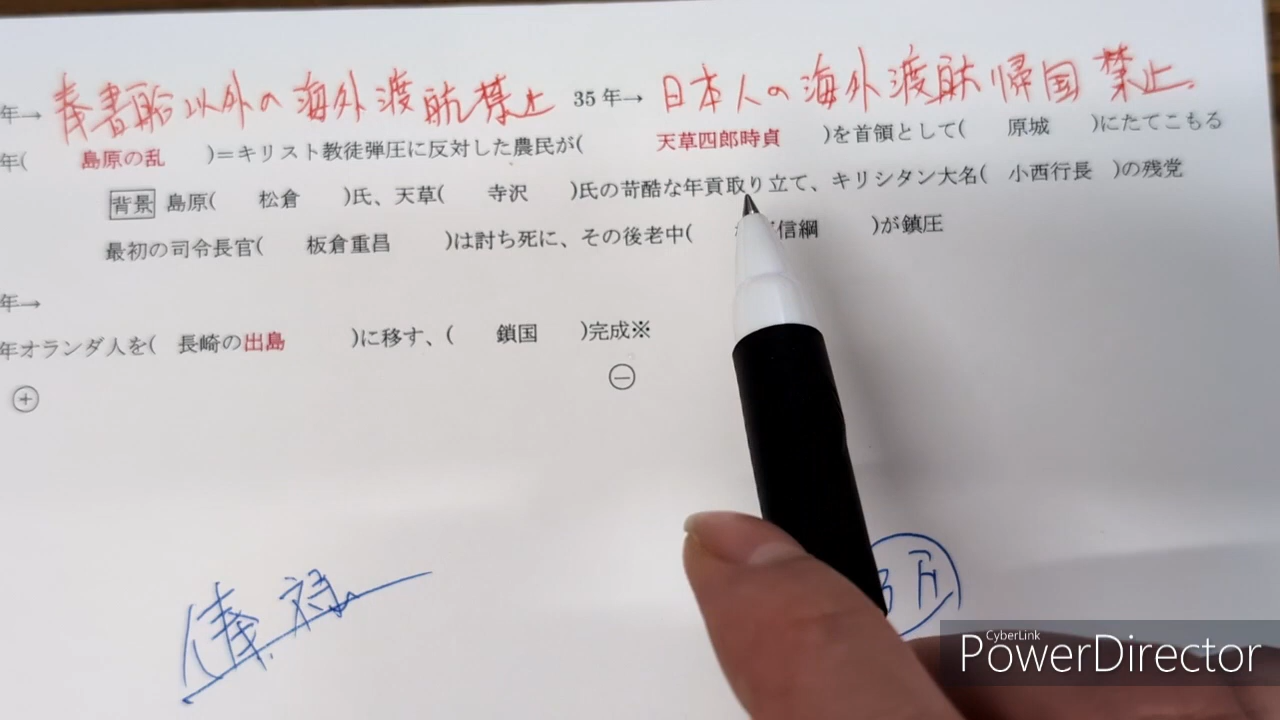 年→ 奉書船以外の海外渡航禁止 35年→ 日本人の海外渡航帰国禁止.
年( 島原の乱 )＝キリスト教徒弾圧に反対した農民が( 天草四郎時貞 )を首領として( 原城 )にたてこもる
背景 島原( 松倉 )氏、天草( 寺沢 )氏の苛酷な年貢取り立て、キリシタン大名( 小西行長 )の残党
最初の司令長官( 板倉重昌 )は討ち死に、その後老中( 信綱 )が鎮圧
年→
年オランダ人を( 長崎の出島 )に移す、( 鎖国 )完成※
⊕ ⊖
俸禄
CyberLink
PowerDirector